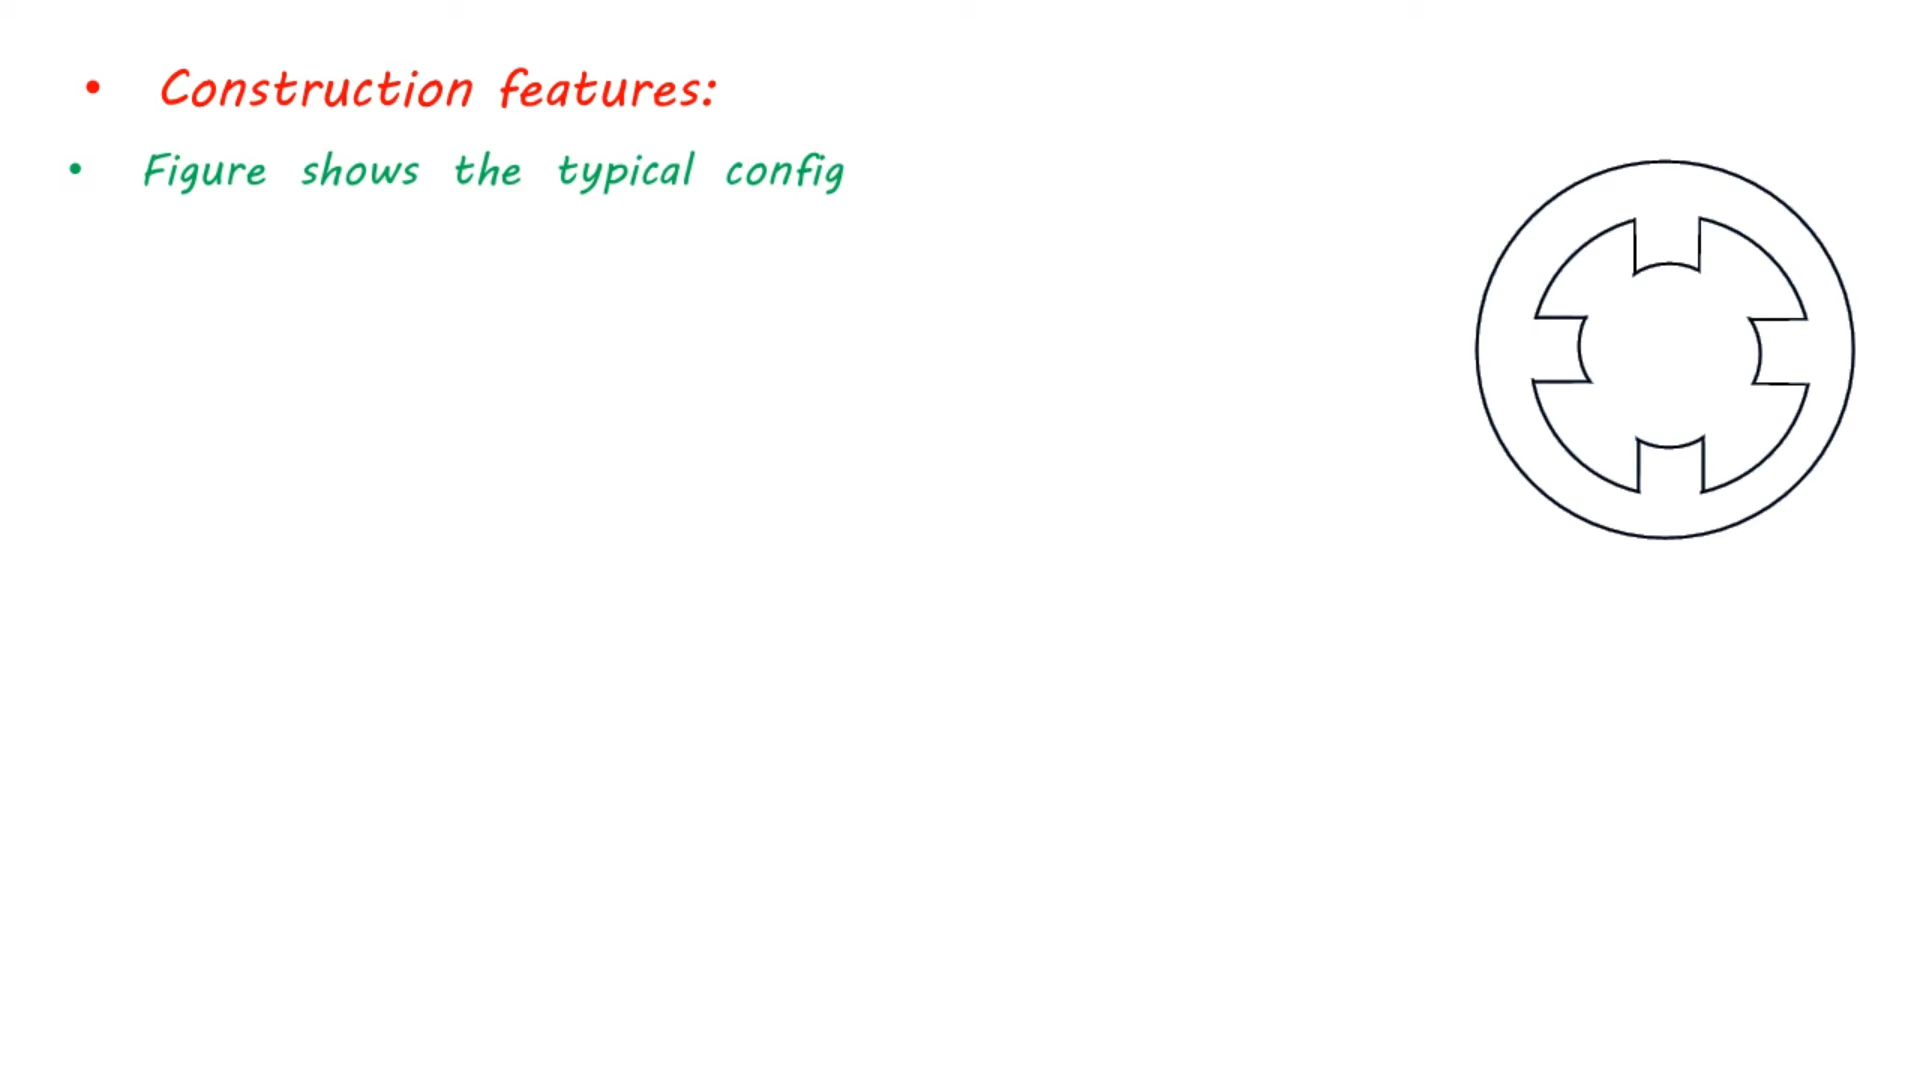 • Construction features:
• Figure shows the typical config